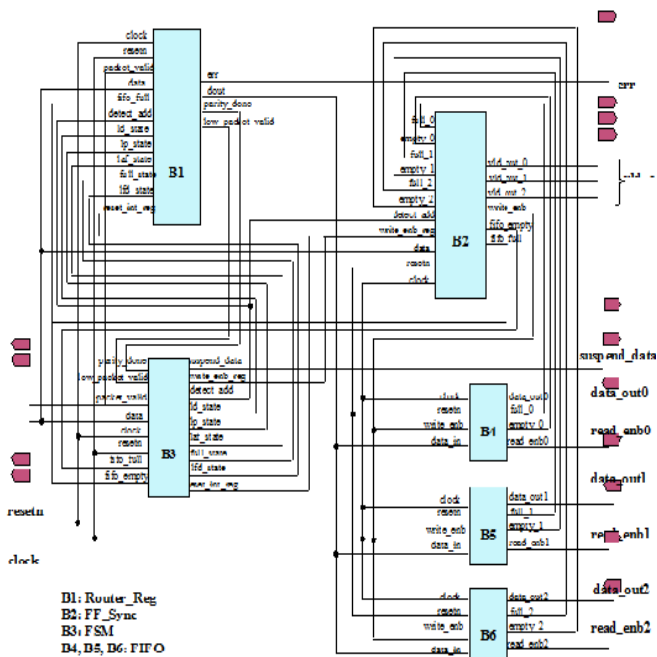 clock
resetn
packet_valid
data
fifo_full
detect_add
ld_state
lp_state
laf_state
full_state
lfd_state
reset_int_reg
B1
err
dout
parity_done
low_packet_valid
err
full_0
empty_0
full_1
empty_1
full_2
empty_2
detect_add
write_enb_reg
data
resetn
clock
B2
vld_out_0
vld_out_1
vld_out_2
write_enb
fifo_empty
fifo_full
parity_done
low_packet_valid
packet_valid
data
clock
resetn
fifo_full
fifo_empty
B3
suspend_data
write_enb_reg
detect_add
ld_state
lp_state
laf_state
full_state
lfd_state
reset_int_reg
suspend_data
clock
resetn
write_enb
data_in
B4
data_out0
full_0
empty_0
read_enb0
data_out0
read_enb0
clock
resetn
write_enb
data_in
B5
data_out1
full_1
empty_1
read_enb1
data_out1
read_enb1
clock
resetn
write_enb
data_in
B6
data_out2
full_2
empty_2
read_enb2
data_out2
read_enb2
resetn
clock
B1: Router_Reg
B2: FF_Sync
B3: FSM
B4, B5, B6: FIFO